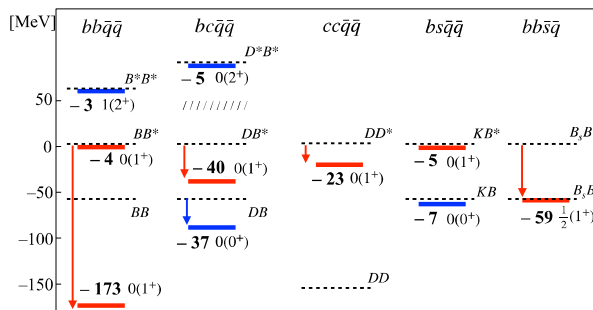 [MeV] bbq̄q̄ bcq̄q̄ ccq̄q̄ bsq̄q̄ bbs̄q̄
D*B*
− 5 0(2⁺)
B*B*
50
− 3 1(2⁺)
0 BB* DB* DD* KB* BₛB
− 4 0(1⁺) − 40 0(1⁺) − 23 0(1⁺) − 5 0(1⁺)
−50
BB DB KB BₛB
− 37 0(0⁺) − 7 0(0⁺) − 59 ½(1⁺)
−100
−150 DD
− 173 0(1⁺)